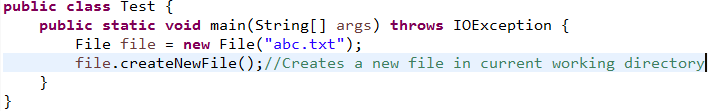 public class Test {
    public static void main(String[] args) throws IOException {
        File file = new File("abc.txt");
        file.createNewFile();//Creates a new file in current working directory
    }
}